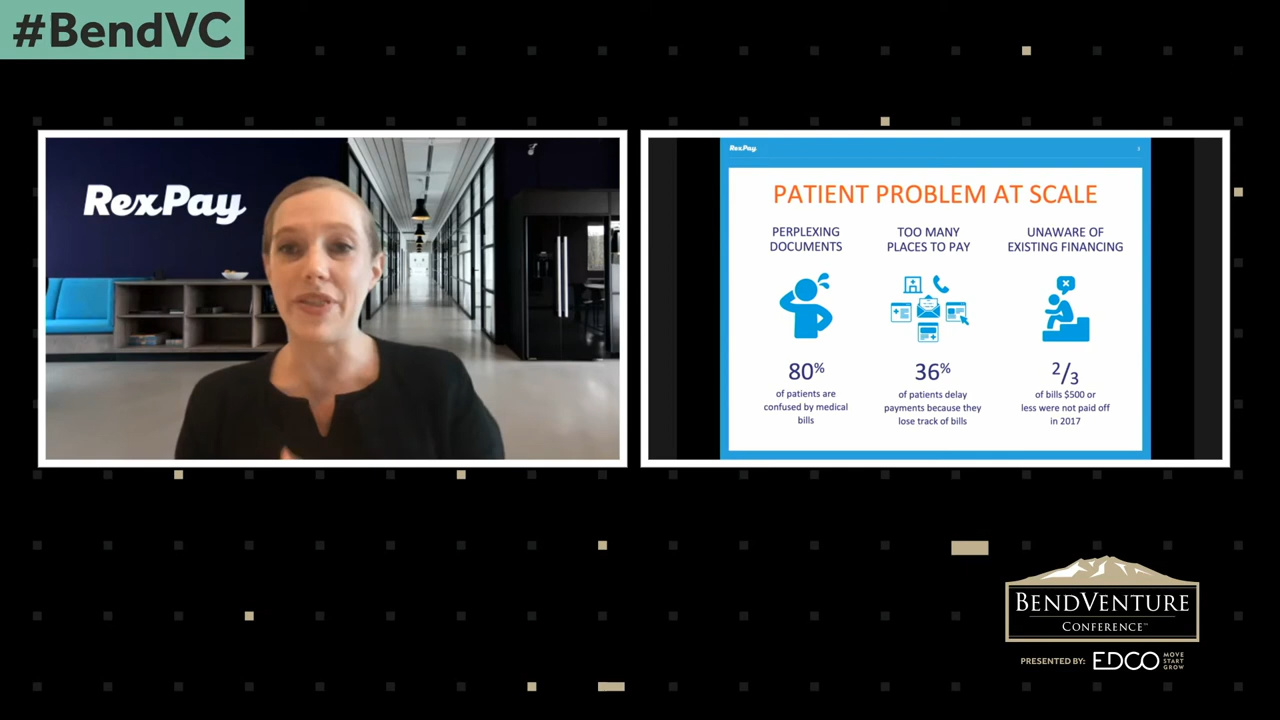 #BendVC
RexPay
RexPay
3
PATIENT PROBLEM AT SCALE
PERPLEXING
DOCUMENTS
80%
of patients are
confused by medical
bills
TOO MANY
PLACES TO PAY
36%
of patients delay
payments because they
lose track of bills
UNAWARE OF
EXISTING FINANCING
2/3
of bills $500 or
less were not paid off
in 2017
BENDVENTURE
CONFERENCE™
PRESENTED BY: EDCO MOVE
START
GROW